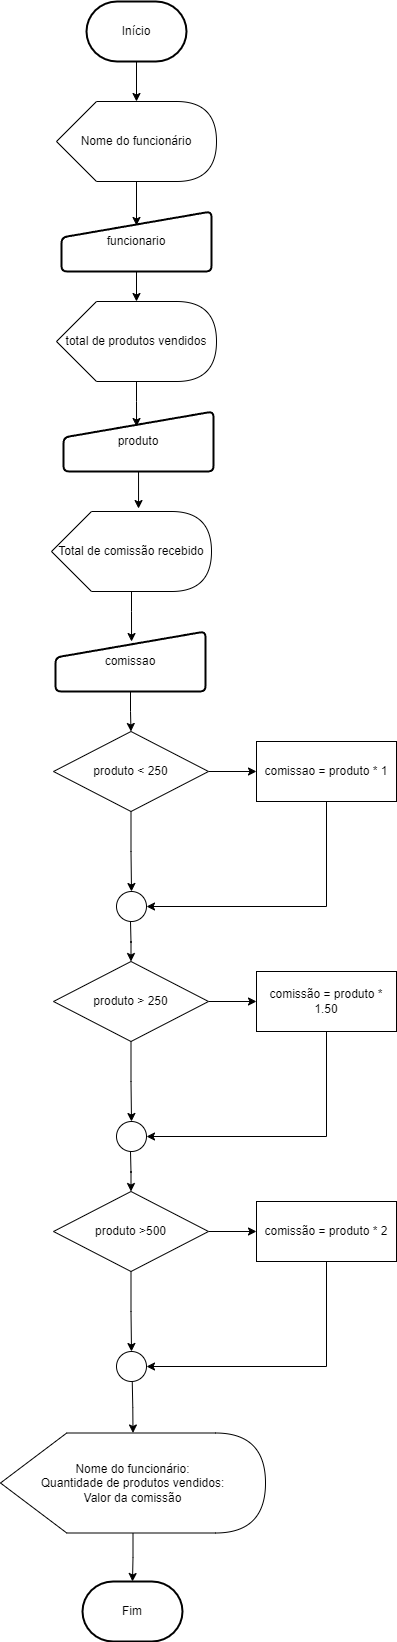 Início
Nome do funcionário
funcionario
total de produtos vendidos
produto
Total de comissão recebido
comissao
produto < 250
comissao = produto * 1
produto > 250
comissão = produto *
1.50
produto >500
comissão = produto * 2
Nome do funcionário:
Quantidade de produtos vendidos:
Valor da comissão
Fim